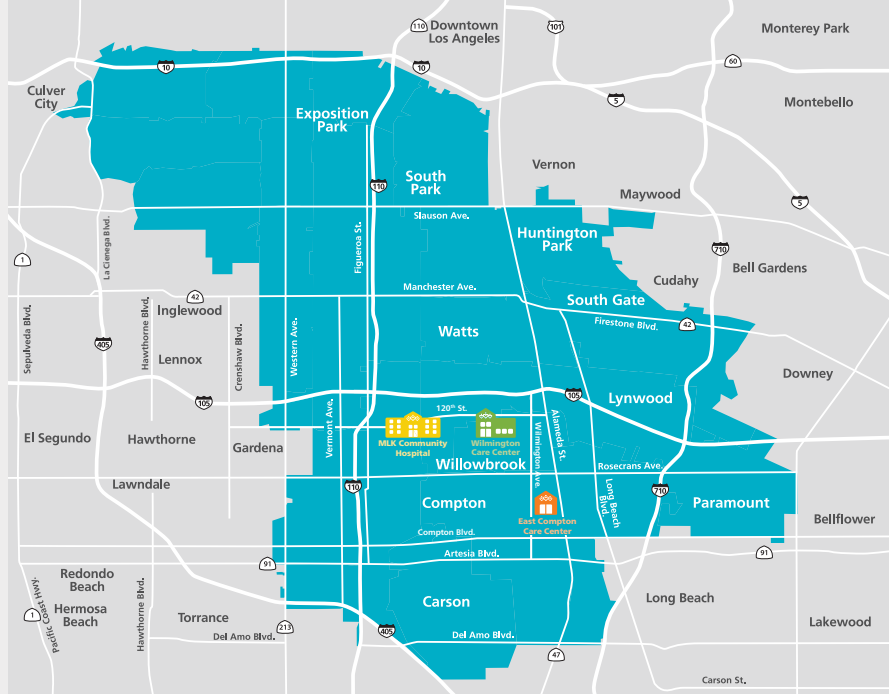 110
Downtown
Los Angeles
101
Monterey Park
60
10
10
Culver
City
5
Montebello
Exposition
Park
Vernon
110
South
Park
Maywood
5
Slauson Ave.
La Cienega Blvd.
Figueroa St.
Huntington
Park
710
1
Cudahy
Bell Gardens
Manchester Ave.
42
Inglewood
South Gate
Sepulveda Blvd.
Hawthorne Blvd.
Crenshaw Blvd.
Western Ave.
Watts
Firestone Blvd.
42
405
Lennox
Downey
105
105
Lynwood
120th St.
Vermont Ave.
El Segundo
Hawthorne
Gardena
MLK Community
Hospital
Wilmington
Care Center
Wilmington Ave.
Alameda St.
Willowbrook
Rosecrans Ave.
Lawndale
110
710
Long Beach
Blvd.
Compton
Paramount
East Compton
Care Center
Bellflower
Compton Blvd.
Artesia Blvd.
91
91
Redondo
Beach
Pacific Coast Hwy.
Hawthorne Blvd.
1
Hermosa
Beach
Carson
Long Beach
Torrance
213
405
Lakewood
Del Amo Blvd.
Del Amo Blvd.
47
Carson St.